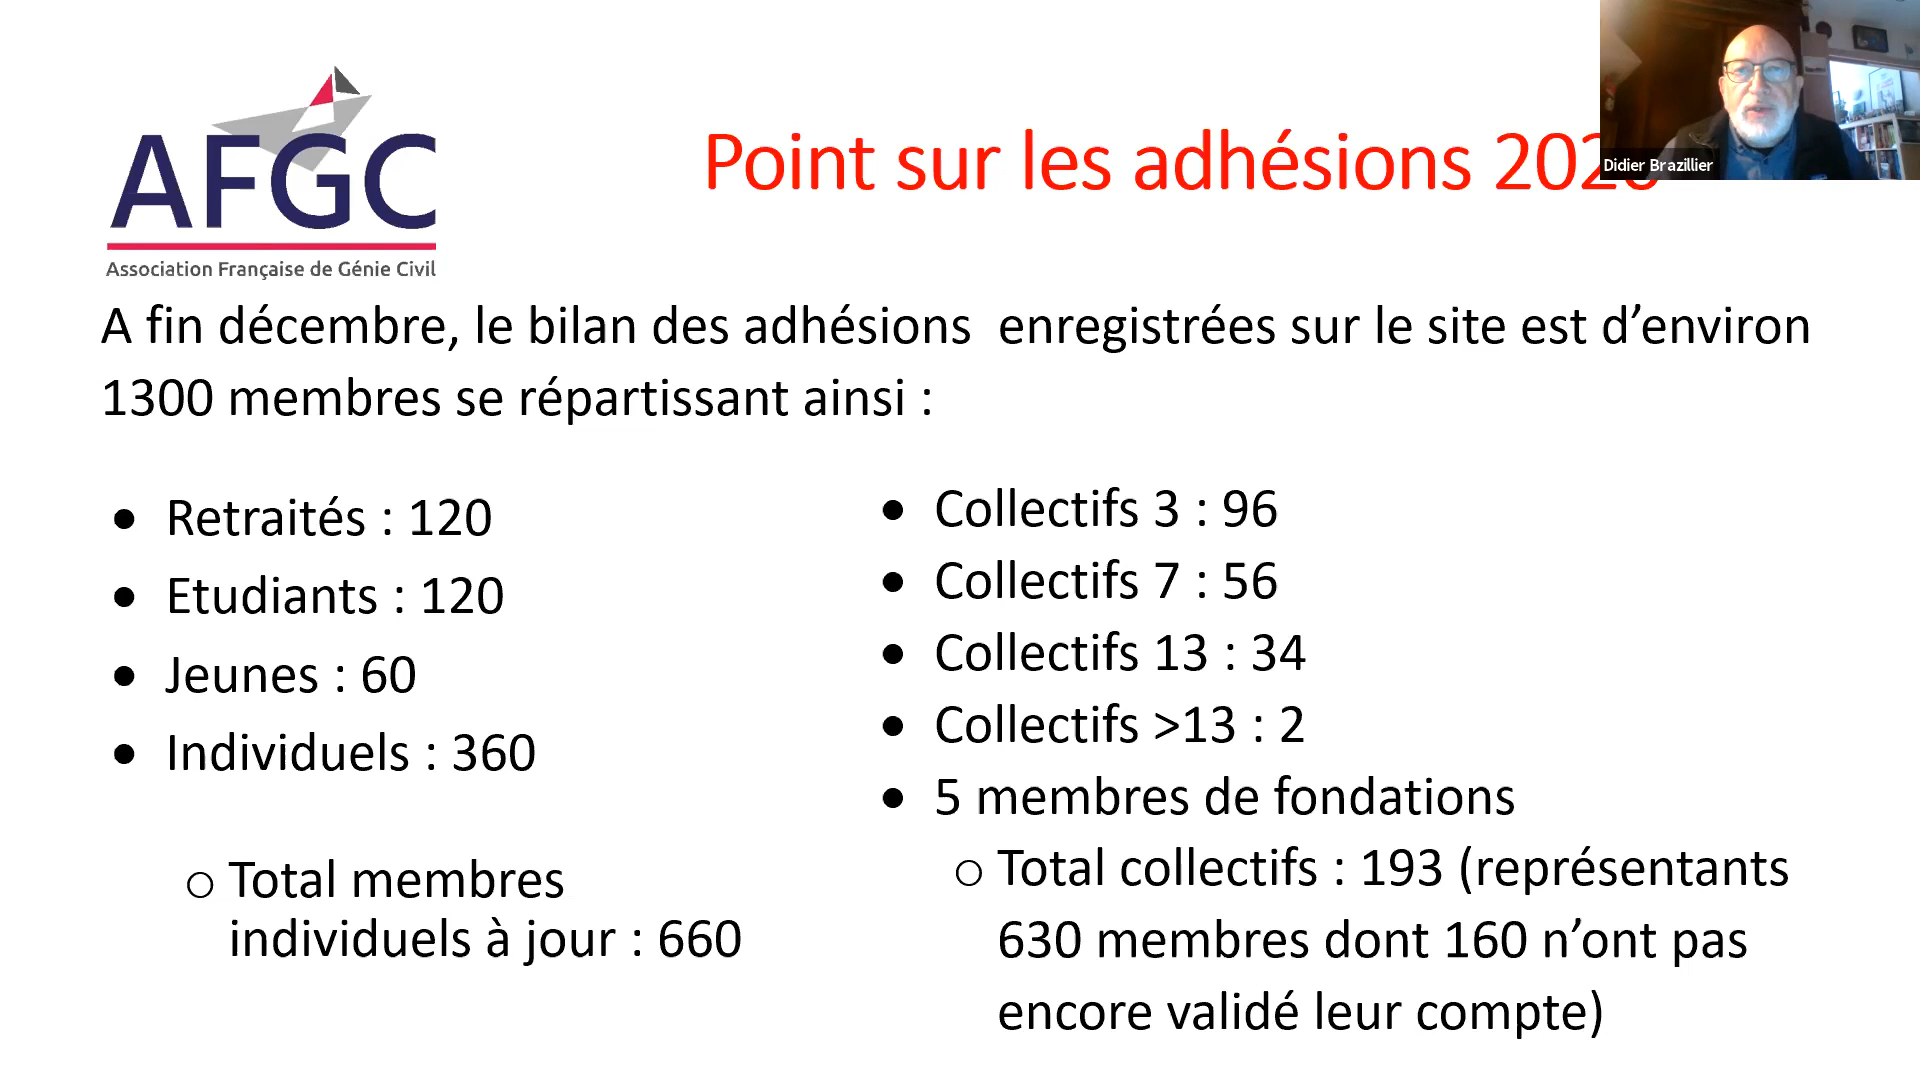 AFGC
Association Française de Génie Civil
Point sur les adhésions
Didier Brazillier
A fin décembre, le bilan des adhésions  enregistrées sur le site est d’environ
1300 membres se répartissant ainsi :
• Retraités : 120
• Etudiants : 120
• Jeunes : 60
• Individuels : 360
o Total membres
individuels à jour : 660
• Collectifs 3 : 96
• Collectifs 7 : 56
• Collectifs 13 : 34
• Collectifs >13 : 2
• 5 membres de fondations
o Total collectifs : 193 (représentants
630 membres dont 160 n’ont pas
encore validé leur compte)